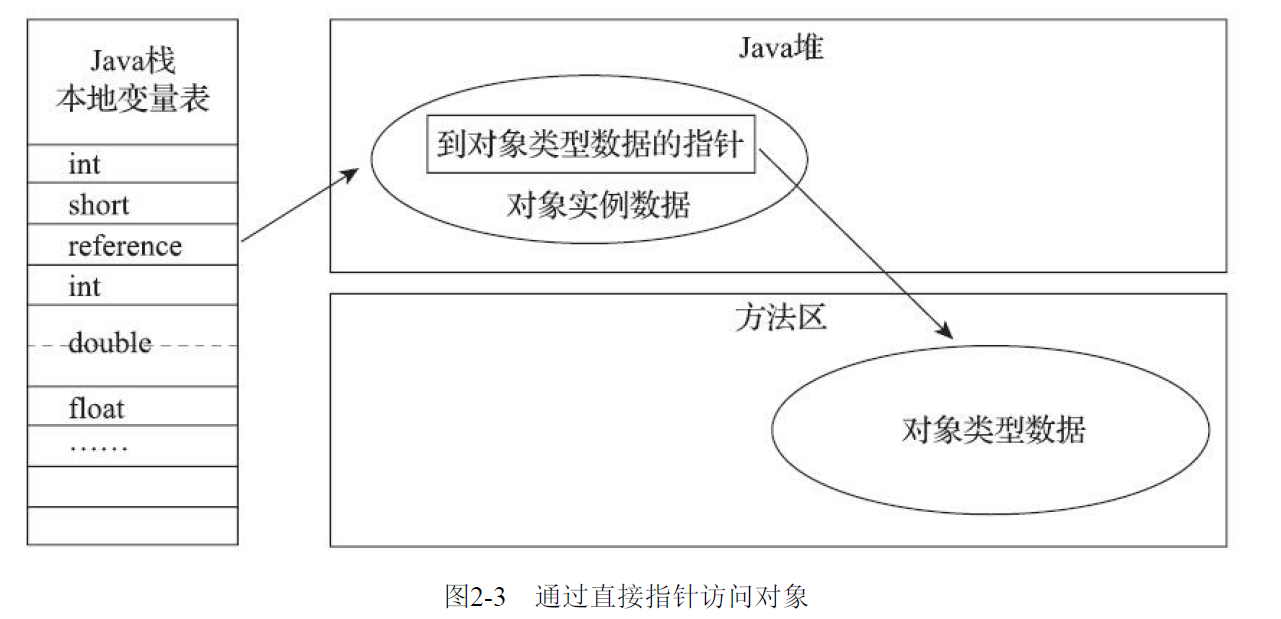 Java栈
本地变量表
int
short
reference
int
double
float
……
Java堆
到对象类型数据的指针
对象实例数据
方法区
对象类型数据
图2-3 通过直接指针访问对象